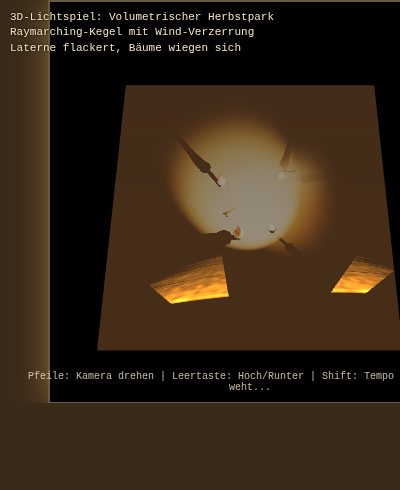 3D-Lichtspiel: Volumetrischer Herbstpark
Raymarching-Kegel mit Wind-Verzerrung
Laterne flackert, Bäume wiegen sich
Pfeile: Kamera drehen | Leertaste: Hoch/Runter | Shift: Tempo
weht...